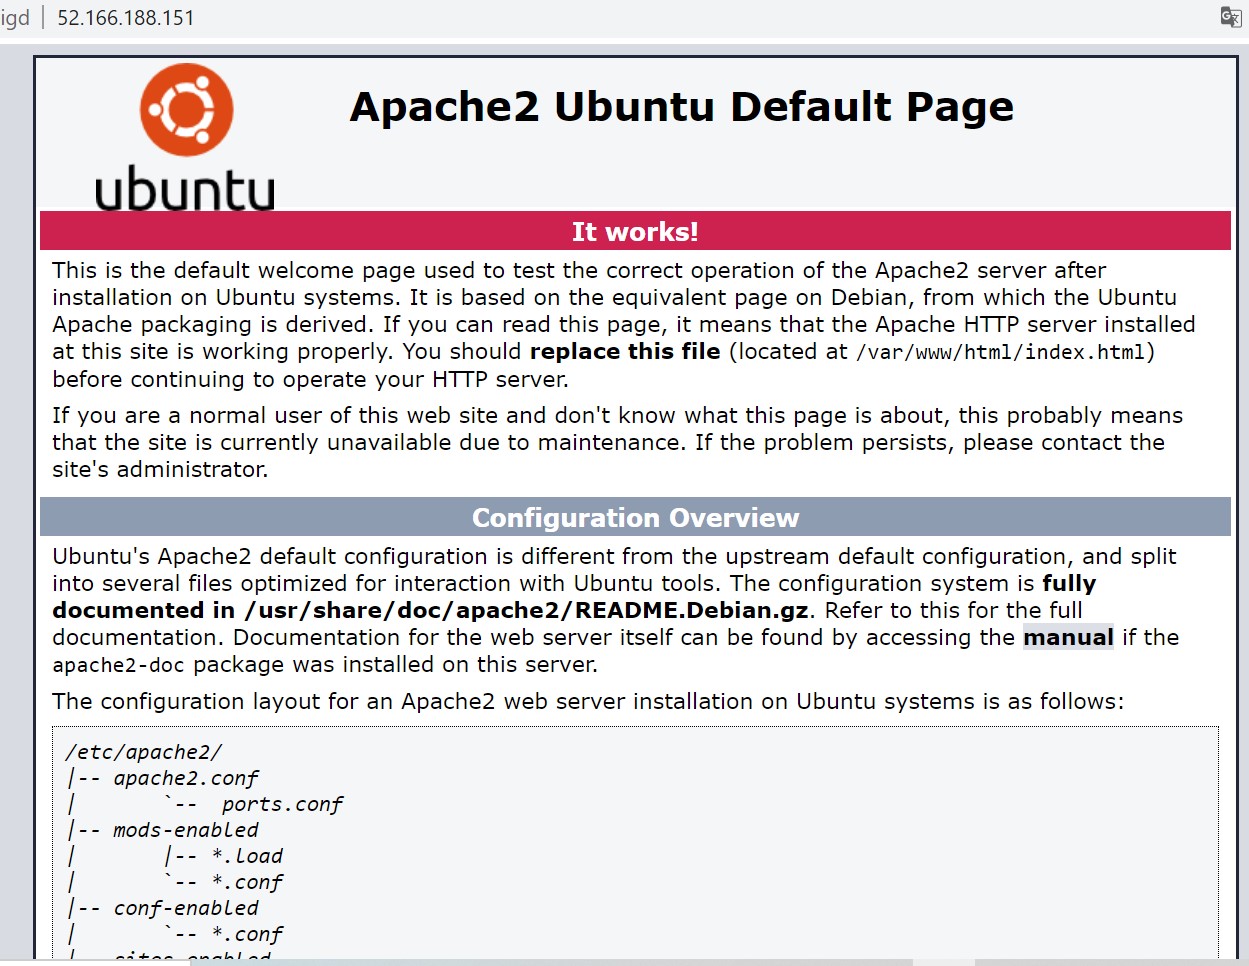 igd | 52.166.188.151
ubuntu
Apache2 Ubuntu Default Page
It works!
This is the default welcome page used to test the correct operation of the Apache2 server after
installation on Ubuntu systems. It is based on the equivalent page on Debian, from which the Ubuntu
Apache packaging is derived. If you can read this page, it means that the Apache HTTP server installed
at this site is working properly. You should replace this file (located at /var/www/html/index.html)
before continuing to operate your HTTP server.
If you are a normal user of this web site and don't know what this page is about, this probably means
that the site is currently unavailable due to maintenance. If the problem persists, please contact the
site's administrator.
Configuration Overview
Ubuntu's Apache2 default configuration is different from the upstream default configuration, and split
into several files optimized for interaction with Ubuntu tools. The configuration system is fully
documented in /usr/share/doc/apache2/README.Debian.gz. Refer to this for the full
documentation. Documentation for the web server itself can be found by accessing the manual if the
apache2-doc package was installed on this server.
The configuration layout for an Apache2 web server installation on Ubuntu systems is as follows:
/etc/apache2/
|-- apache2.conf
|       `--  ports.conf
|-- mods-enabled
|       |-- *.load
|       `-- *.conf
|-- conf-enabled
|       `-- *.conf
|-- sites-enabled